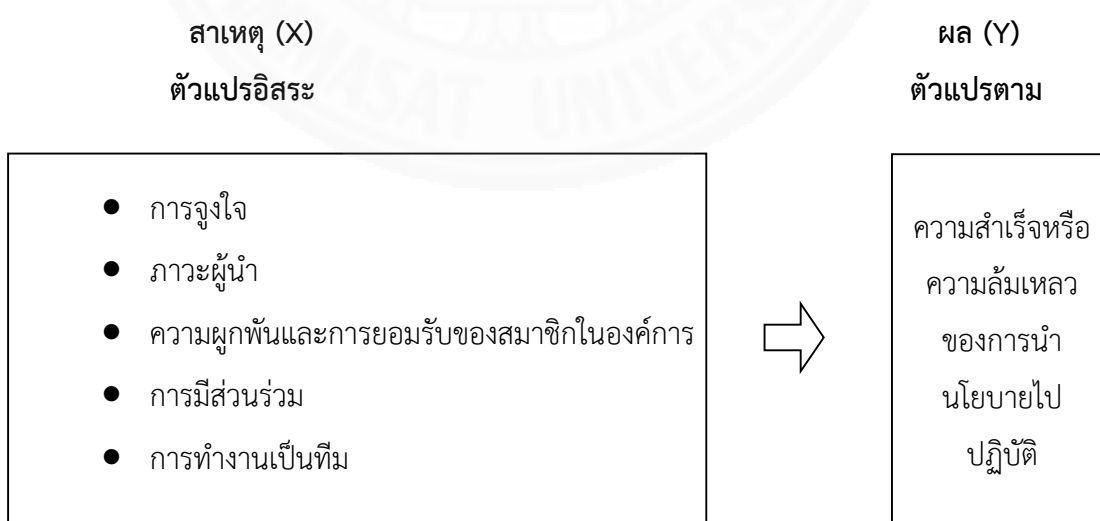 สาเหตุ (X)
ตัวแปรอิสระ
ผล (Y)
ตัวแปรตาม
● การจูงใจ
● ภาวะผู้นำ
● ความผูกพันและการยอมรับของสมาชิกในองค์การ
● การมีส่วนร่วม
● การทำงานเป็นทีม
ความสำเร็จหรือ
ความล้มเหลว
ของการนำ
นโยบายไป
ปฏิบัติ